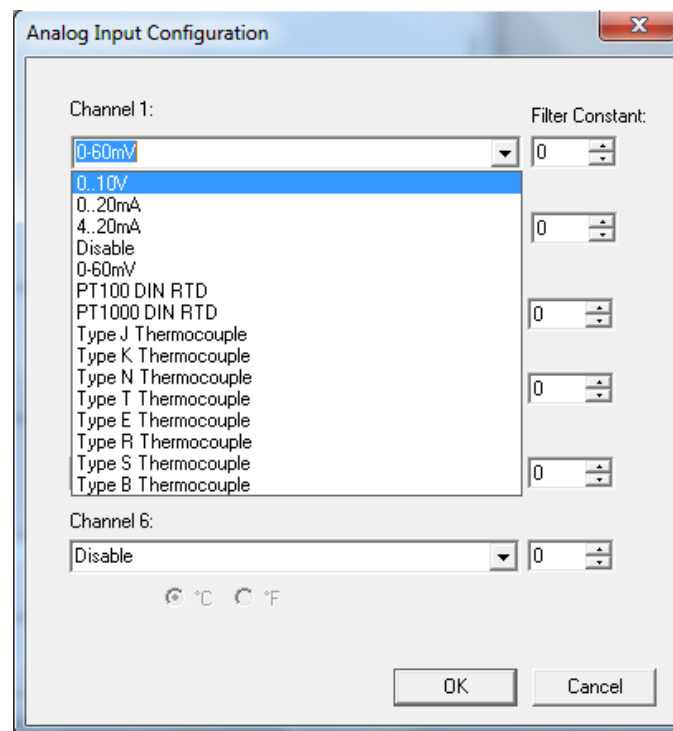 Analog Input Configuration
Channel 1:
Filter Constant:
0-60mV
0
0..10V
0..20mA
0
4..20mA
Disable
0-60mV
PT100 DIN RTD
PT1000 DIN RTD
0
Type J Thermocouple
Type K Thermocouple
Type N Thermocouple
0
Type T Thermocouple
Type E Thermocouple
Type R Thermocouple
Type S Thermocouple
0
Type B Thermocouple
Channel 6:
Disable
0
°C
°F
OK
Cancel